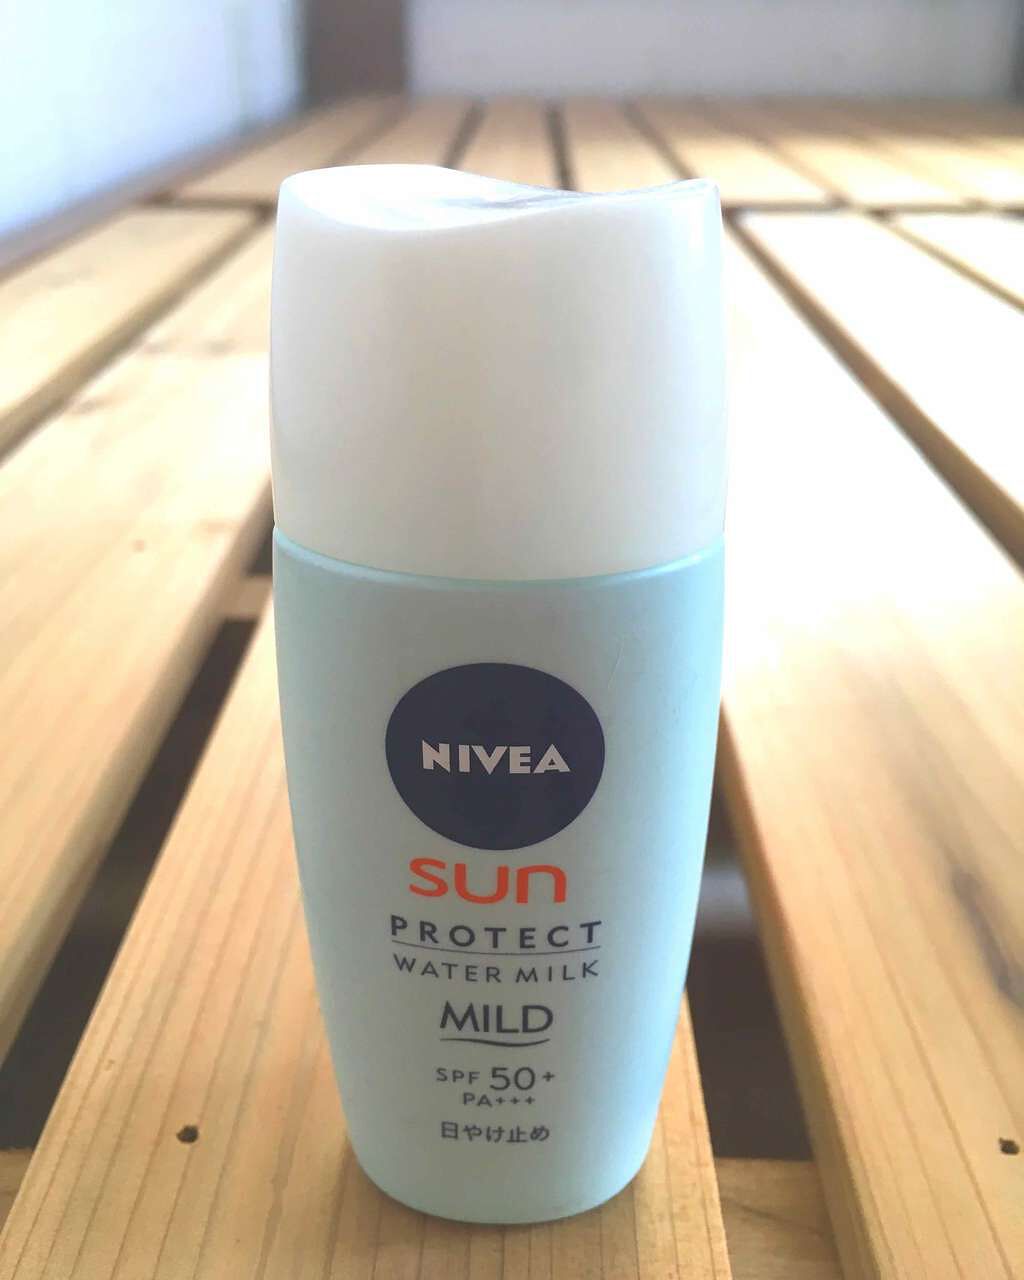 NIVEA
sun
PROTECT
WATER MILK
MILD
SPF 50+
PA+++
日やけ止め